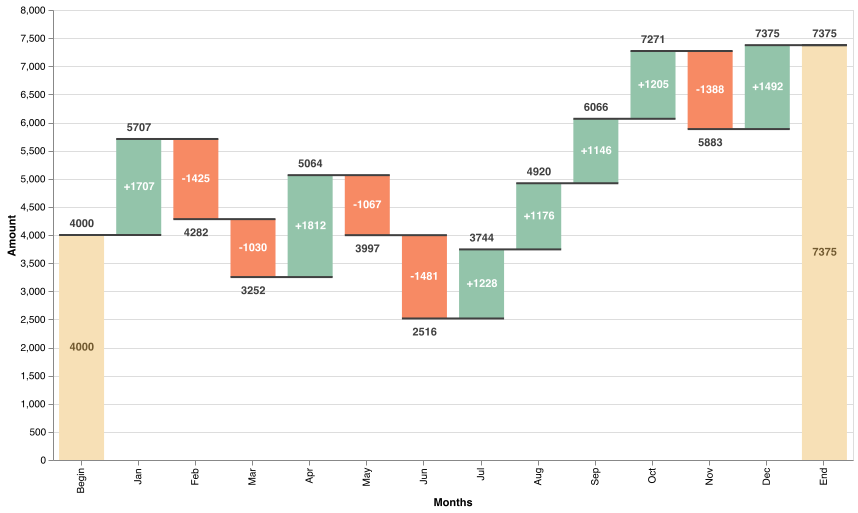 8,000
7,500
7,000
6,500
6,000
5,500
5,000
4,500
4,000
3,500
3,000
2,500
2,000
1,500
1,000
500
0
Amount
4000
4000
5707
+1707
-1425
4282
-1030
3252
5064
+1812
-1067
3997
-1481
2516
3744
+1228
4920
+1176
6066
+1146
7271
+1205
-1388
5883
7375
+1492
7375
7375
Begin
Jan
Feb
Mar
Apr
May
Jun
Jul
Aug
Sep
Oct
Nov
Dec
End
Months